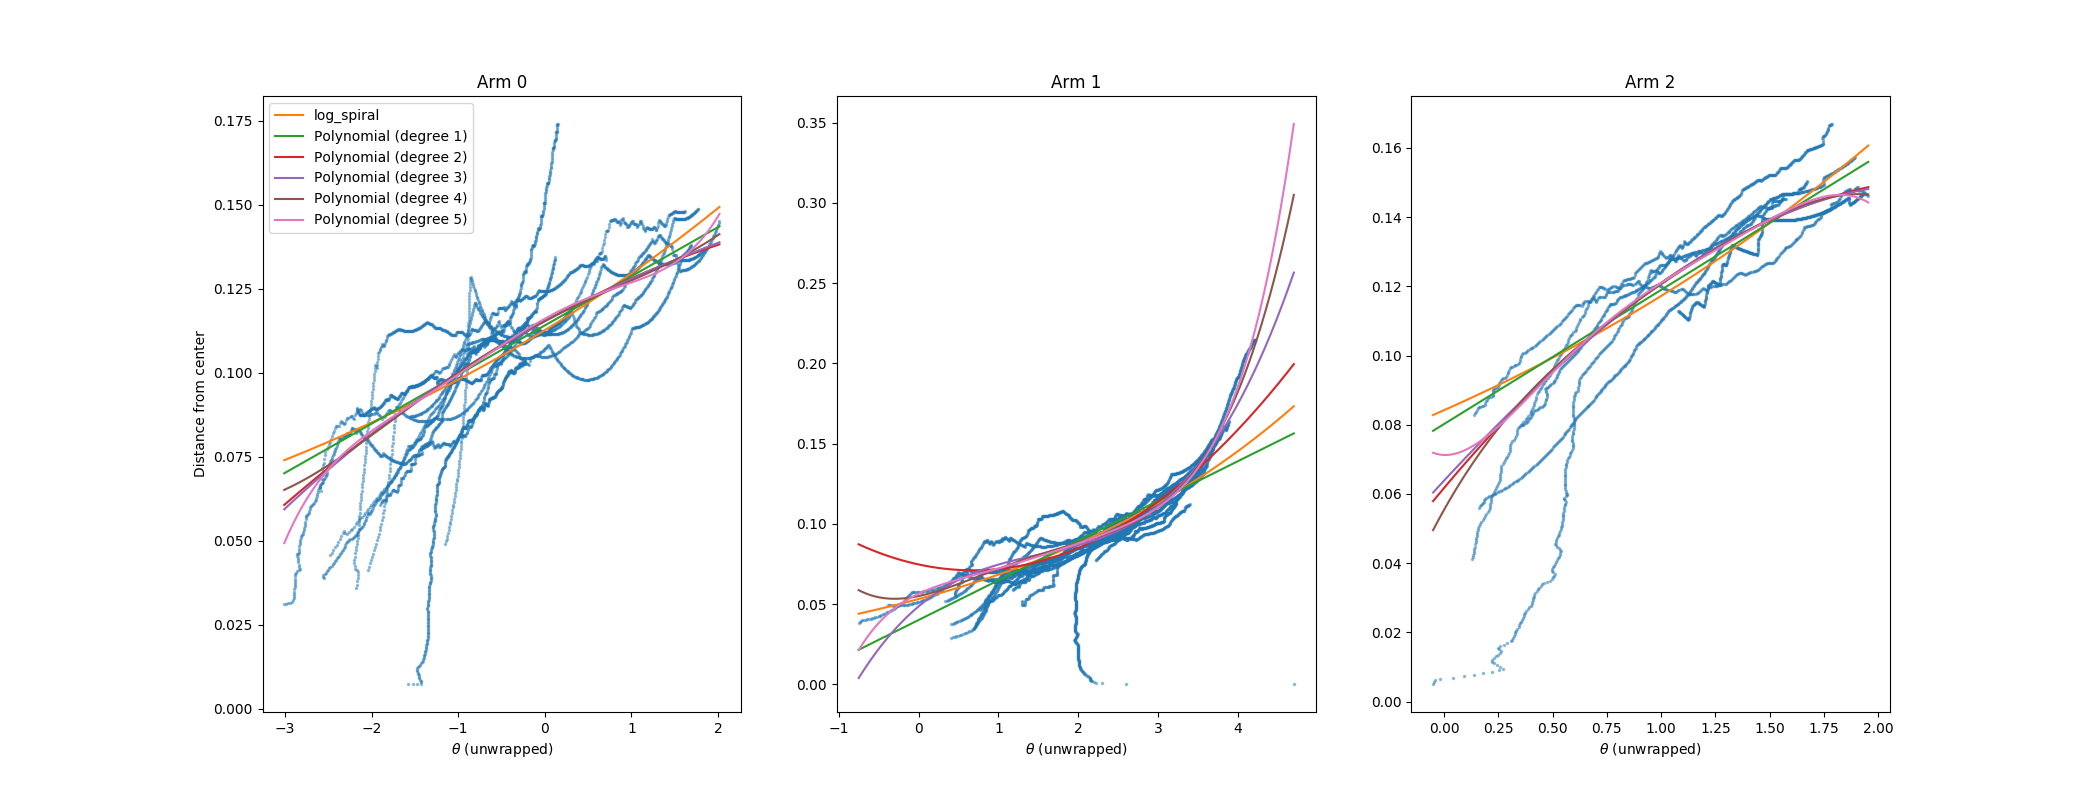 Arm 0
Arm 1
Arm 2
log_spiral
Polynomial (degree 1)
Polynomial (degree 2)
Polynomial (degree 3)
Polynomial (degree 4)
Polynomial (degree 5)
Distance from center
0.175
0.150
0.125
0.100
0.075
0.050
0.025
0.000
−3 −2 −1 0 1 2
θ (unwrapped)
0.35
0.30
0.25
0.20
0.15
0.10
0.05
0.00
−1 0 1 2 3 4
θ (unwrapped)
0.16
0.14
0.12
0.10
0.08
0.06
0.04
0.02
0.00
0.00 0.25 0.50 0.75 1.00 1.25 1.50 1.75 2.00
θ (unwrapped)